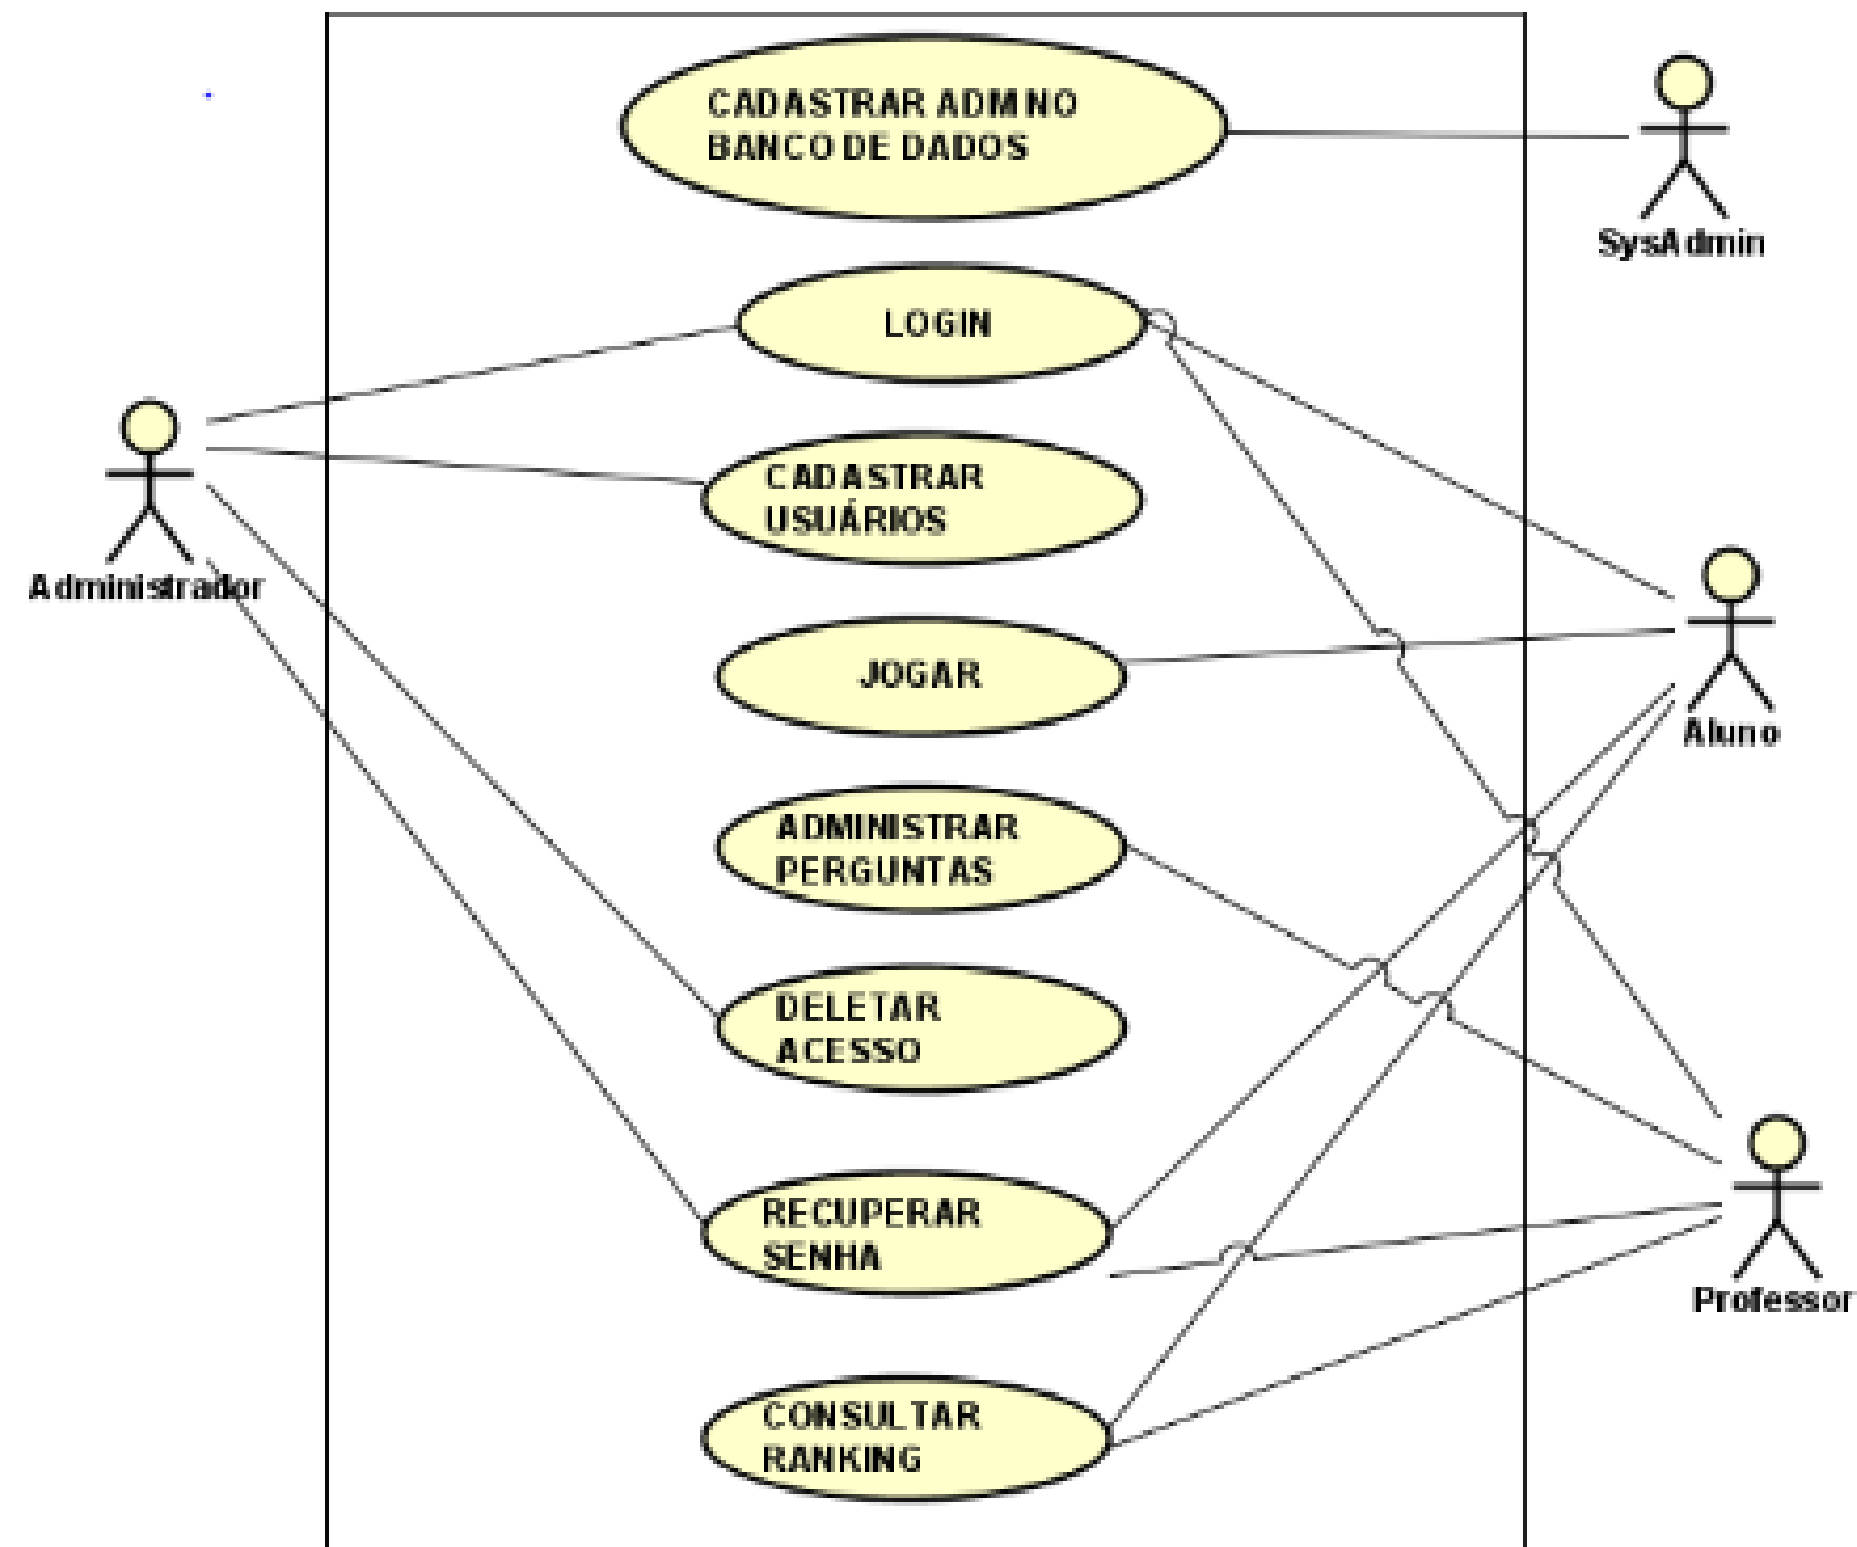 CADASTRAR ADM NO
BANCO DE DADOS
SysAdmin
LOGIN
CADASTRAR
USUÁRIOS
Administrador
JOGAR
Aluno
ADMINISTRAR
PERGUNTAS
DELETAR
ACESSO
RECUPERAR
SENHA
Professor
CONSULTAR
RANKING